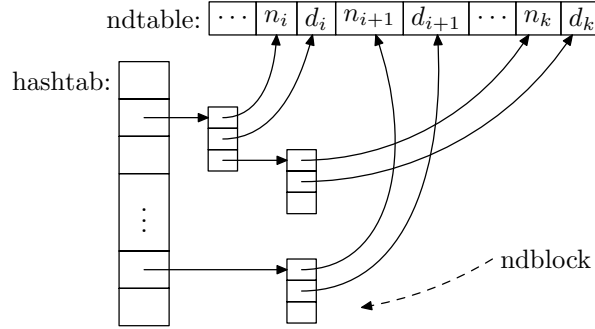 ndtable: ⋯ n_i d_i n_{i+1} d_{i+1} ⋯ n_k d_k
hashtab:
⋮
ndblock